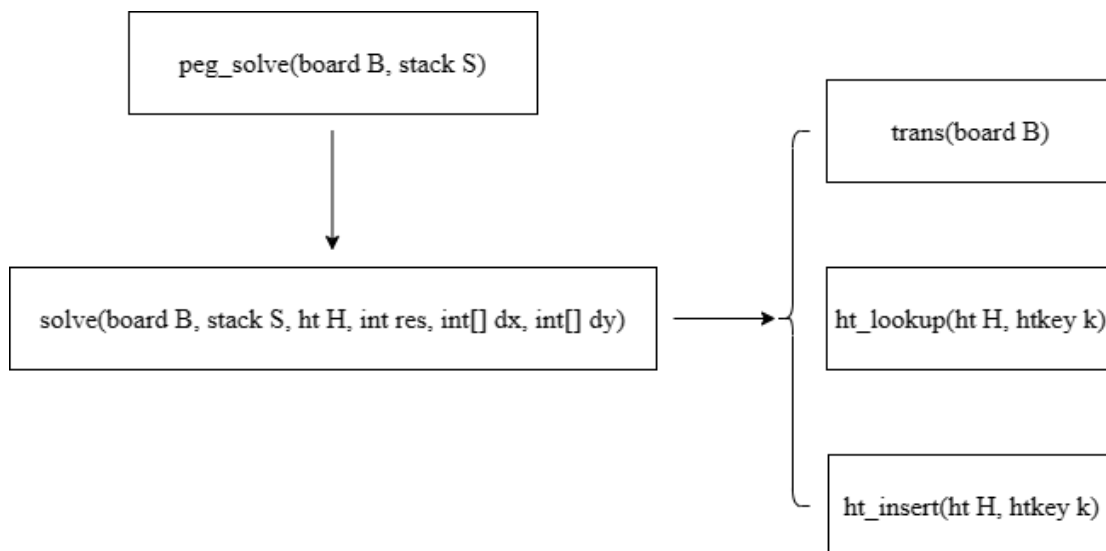 peg_solve(board B, stack S)
trans(board B)
solve(board B, stack S, ht H, int res, int[] dx, int[] dy)
ht_lookup(ht H, htkey k)
ht_insert(ht H, htkey k)